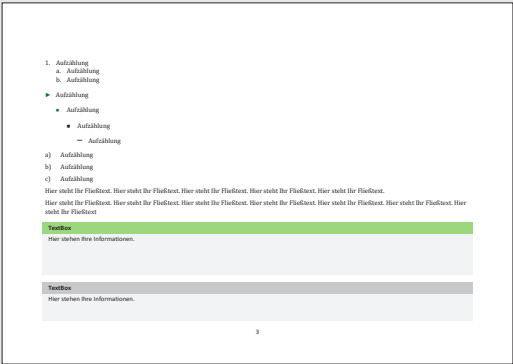 1. Aufzählung
a. Aufzählung
b. Aufzählung
► Aufzählung
• Aufzählung
▪ Aufzählung
— Aufzählung
a) Aufzählung
b) Aufzählung
c) Aufzählung
Hier steht Ihr Fließtext. Hier steht Ihr Fließtext. Hier steht Ihr Fließtext. Hier steht Ihr Fließtext. Hier steht Ihr Fließtext.
Hier steht Ihr Fließtext. Hier steht Ihr Fließtext. Hier steht Ihr Fließtext. Hier steht Ihr Fließtext. Hier steht Ihr Fließtext. Hier steht Ihr Fließtext. Hier
steht Ihr Fließtext
TextBox
Hier stehen Ihre Informationen.
TextBox
Hier stehen Ihre Informationen.
3